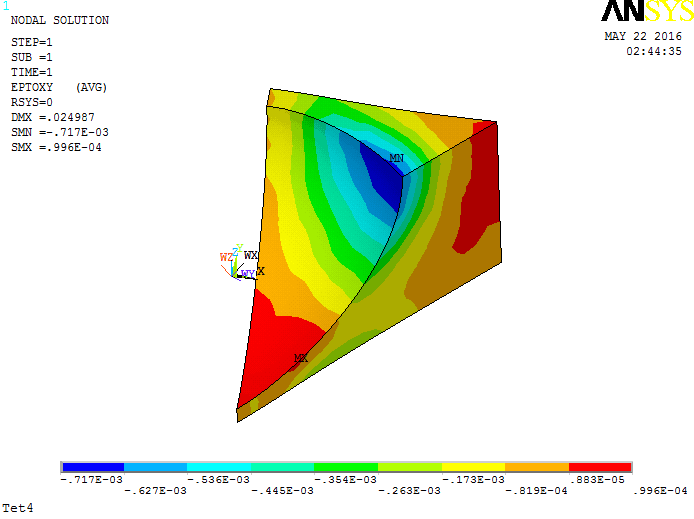 1
NODAL SOLUTION
STEP=1
SUB =1
TIME=1
EPTOXY (AVG)
RSYS=0
DMX =.024987
SMN =-.717E-03
SMX =.996E-04
ANSYS
MAY 22 2016
02:44:35
MN
Y
WZ Z WX
WY X
MX
-.717E-03 -.536E-03 -.354E-03 -.173E-03 .883E-05
-.627E-03 -.445E-03 -.263E-03 -.819E-04 .996E-04
Tet4